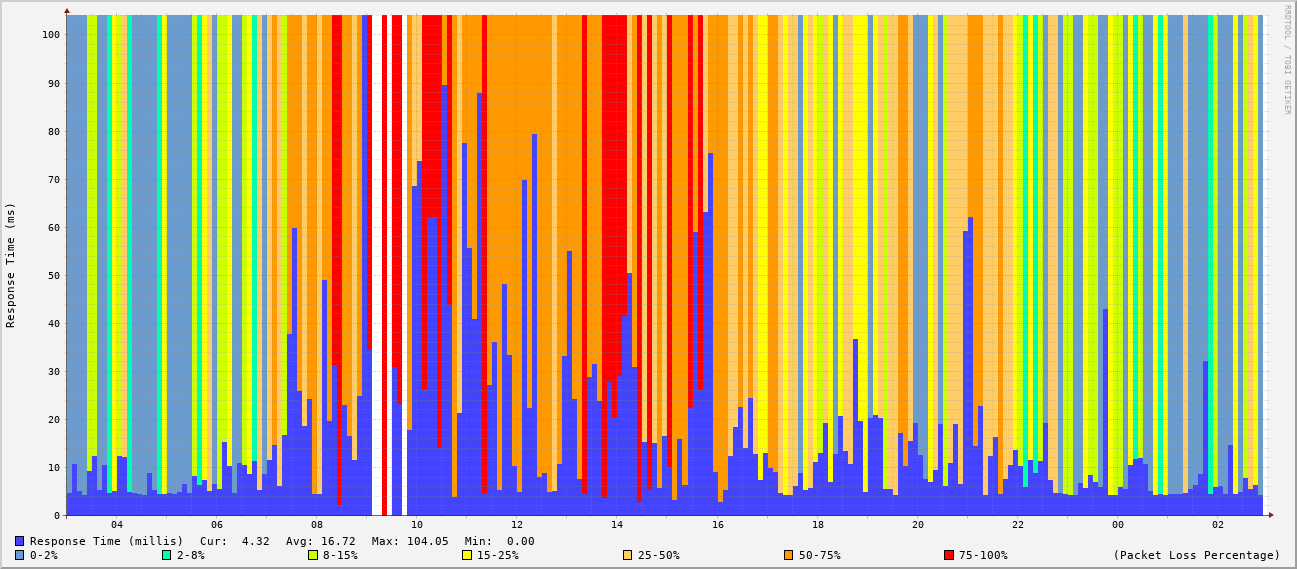 RRDTOOL / TOBI OETIKER
Response Time (ms)
100
90
80
70
60
50
40
30
20
10
0
04 06 08 10 12 14 16 18 20 22 00 02
Response Time (millis) Cur: 4.32 Avg: 16.72 Max: 104.05 Min: 0.00
0-2% 2-8% 8-15% 15-25% 25-50% 50-75% 75-100% (Packet Loss Percentage)